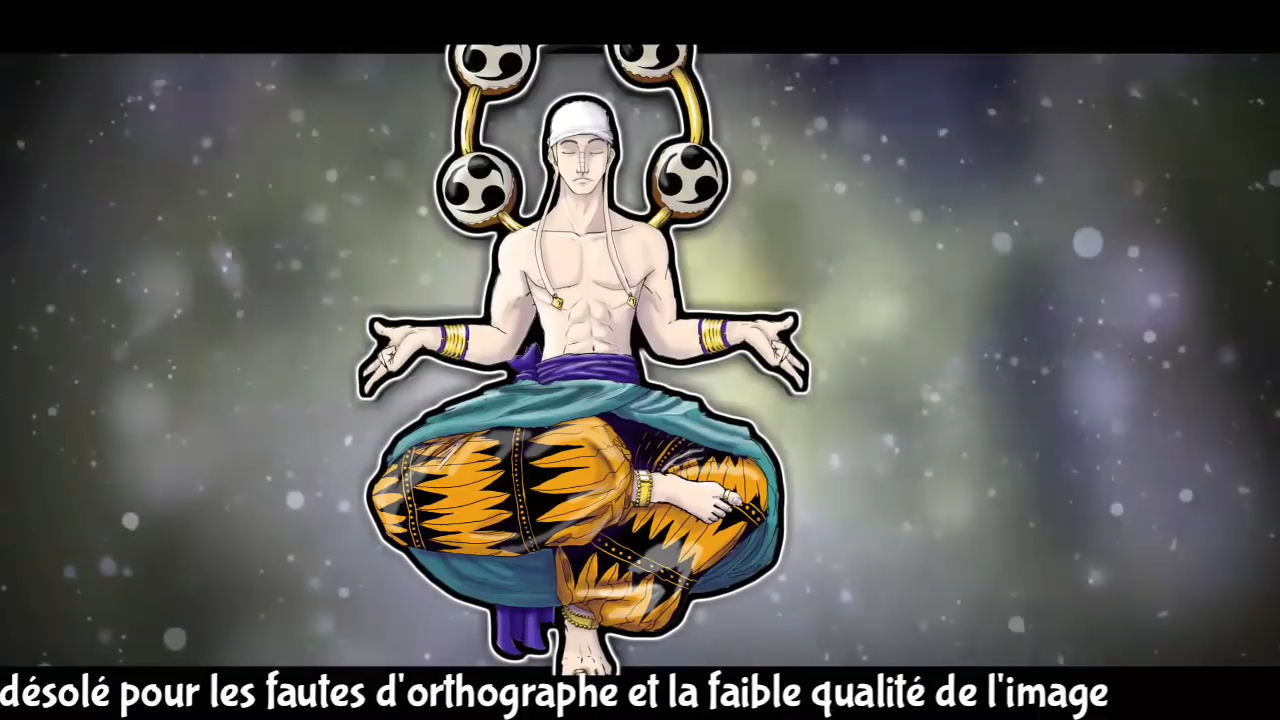 désolé pour les fautes d'orthographe et la faible qualité de l'image